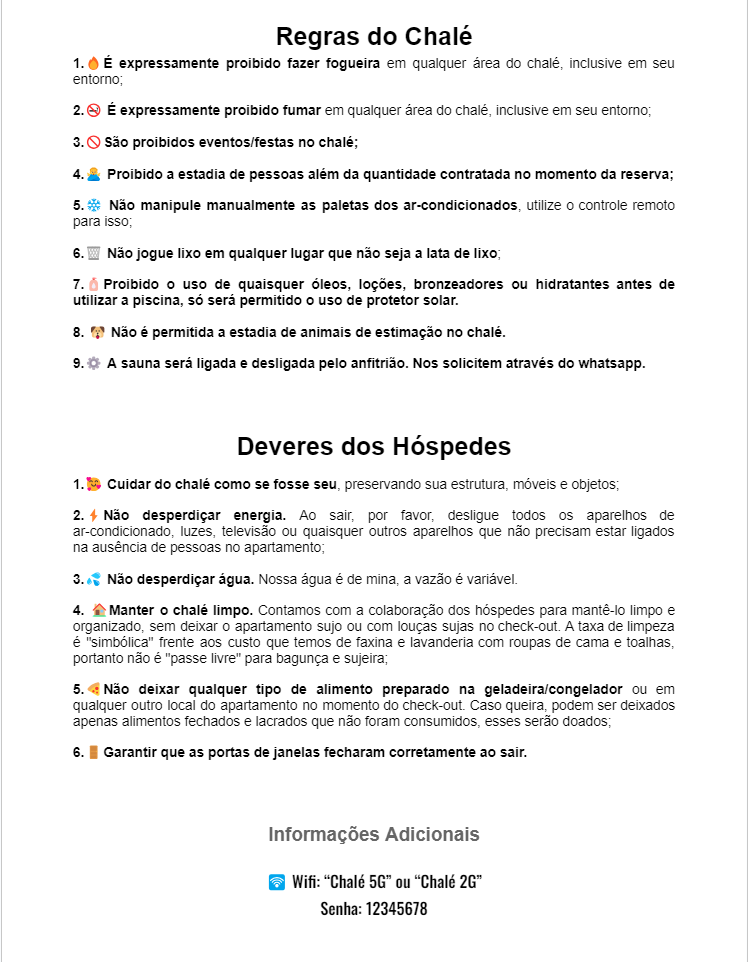 Regras do Chalé
1.🔥É expressamente proibido fazer fogueira em qualquer área do chalé, inclusive em seu
entorno;
2.🚭 É expressamente proibido fumar em qualquer área do chalé, inclusive em seu entorno;
3.🚫São proibidos eventos/festas no chalé;
4.🙇‍♂️ Proibido a estadia de pessoas além da quantidade contratada no momento da reserva;
5.❄️ Não manipule manualmente as paletas dos ar-condicionados, utilize o controle remoto
para isso;
6.🗑️ Não jogue lixo em qualquer lugar que não seja a lata de lixo;
7.🧴Proibido o uso de quaisquer óleos, loções, bronzeadores ou hidratantes antes de
utilizar a piscina, só será permitido o uso de protetor solar.
8. 🐶 Não é permitida a estadia de animais de estimação no chalé.
9.⚙️ A sauna será ligada e desligada pelo anfitrião. Nos solicitem através do whatsapp.
Deveres dos Hóspedes
1.🥰 Cuidar do chalé como se fosse seu, preservando sua estrutura, móveis e objetos;
2.⚡Não desperdiçar energia. Ao sair, por favor, desligue todos os aparelhos de
ar-condicionado, luzes, televisão ou quaisquer outros aparelhos que não precisam estar ligados
na ausência de pessoas no apartamento;
3.💦 Não desperdiçar água. Nossa água é de mina, a vazão é variável.
4. 🏠Manter o chalé limpo. Contamos com a colaboração dos hóspedes para mantê-lo limpo e
organizado, sem deixar o apartamento sujo ou com louças sujas no check-out. A taxa de limpeza
é "simbólica" frente aos custo que temos de faxina e lavanderia com roupas de cama e toalhas,
portanto não é "passe livre" para bagunça e sujeira;
5.🍕Não deixar qualquer tipo de alimento preparado na geladeira/congelador ou em
qualquer outro local do apartamento no momento do check-out. Caso queira, podem ser deixados
apenas alimentos fechados e lacrados que não foram consumidos, esses serão doados;
6.🚪Garantir que as portas de janelas fecharam corretamente ao sair.
Informações Adicionais
🛜 Wifi: “Chalé 5G” ou “Chalé 2G”
Senha: 12345678